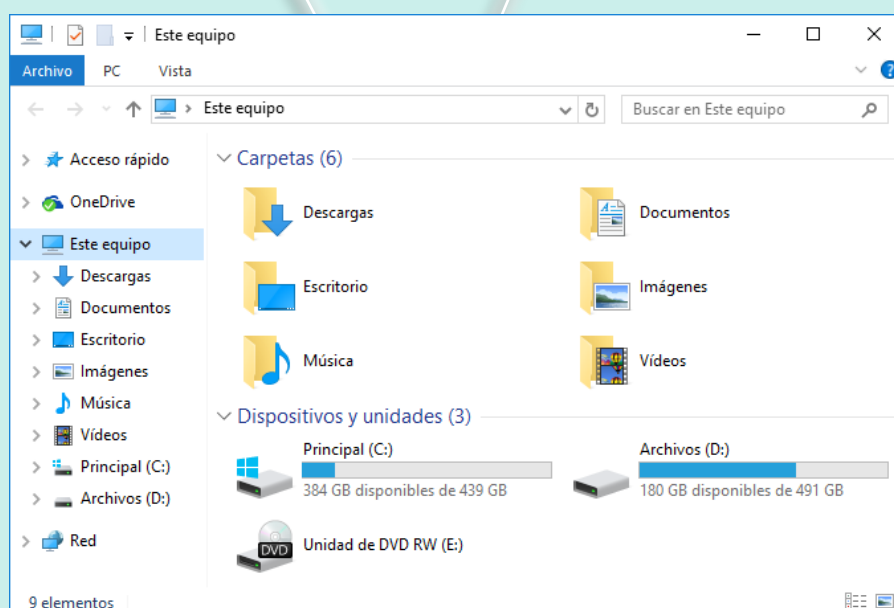 Este equipo
Archivo PC Vista
Este equipo
Buscar en Este equipo
Acceso rápido
OneDrive
Este equipo
Descargas
Documentos
Escritorio
Imágenes
Música
Vídeos
Principal (C:)
Archivos (D:)
Red
Carpetas (6)
Descargas
Documentos
Escritorio
Imágenes
Música
Vídeos
Dispositivos y unidades (3)
Principal (C:)
384 GB disponibles de 439 GB
Archivos (D:)
180 GB disponibles de 491 GB
DVD
Unidad de DVD RW (E:)
9 elementos